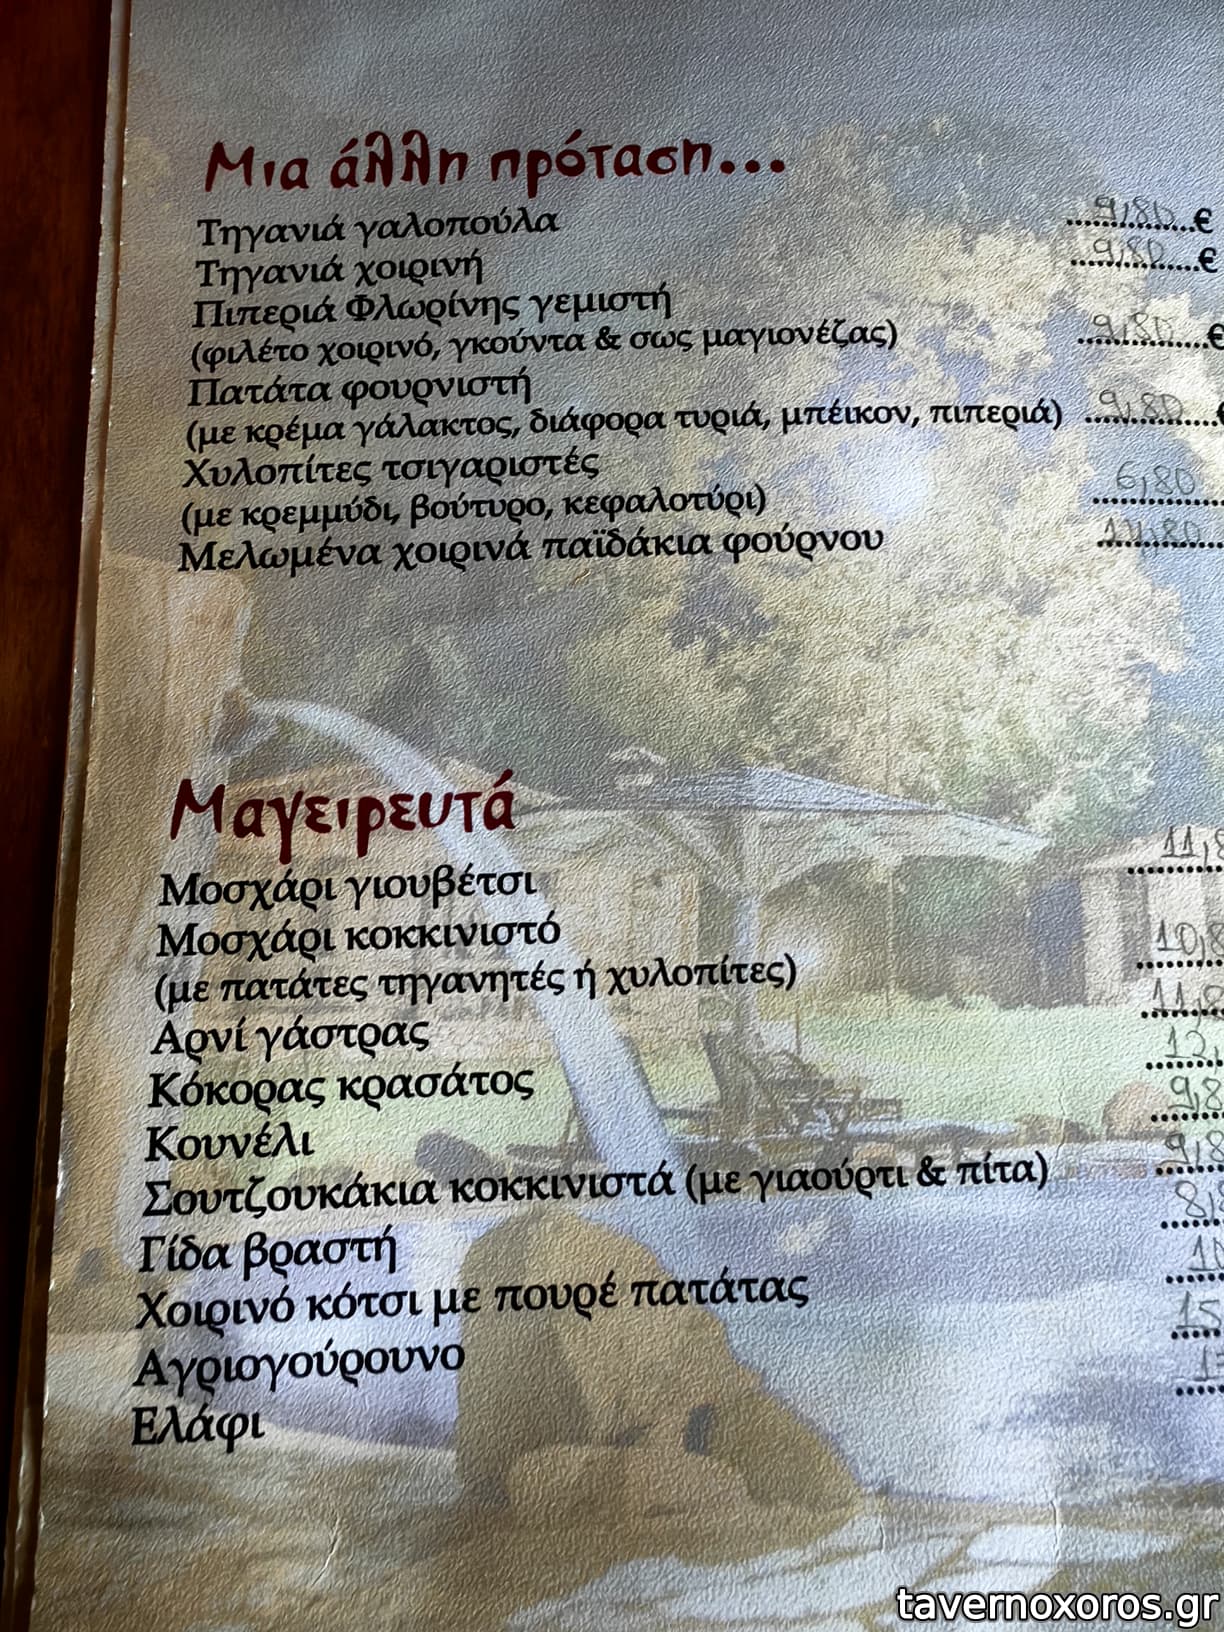 Μια άλλη πρόταση...
Τηγανιά γαλοπούλα ..........€ 9,80
Τηγανιά χοιρινή ..........€ 9,80
Πιπεριά Φλωρίνης γεμιστή
(φιλέτο χοιρινό, γκούντα & σως μαγιονέζας) ..........€ 9,80
Πατάτα φουρνιστή
(με κρέμα γάλακτος, διάφορα τυριά, μπέικον, πιπεριά) .......... 9,80
Χυλοπίτες τσιγαριστές
(με κρεμμύδι, βούτυρο, κεφαλοτύρι) .......... 6,80
Μελωμένα χοιρινά παϊδάκια φούρνου
Μαγειρευτά
Μοσχάρι γιουβέτσι
Μοσχάρι κοκκινιστό
(με πατάτες τηγανητές ή χυλοπίτες)
Αρνί γάστρας
Κόκορας κρασάτος
Κουνέλι
Σουτζουκάκια κοκκινιστά (με γιαούρτι & πίτα)
Γίδα βραστή
Χοιρινό κότσι με πουρέ πατάτας
Αγριογούρουνο
Ελάφι
tavernoxoros.gr